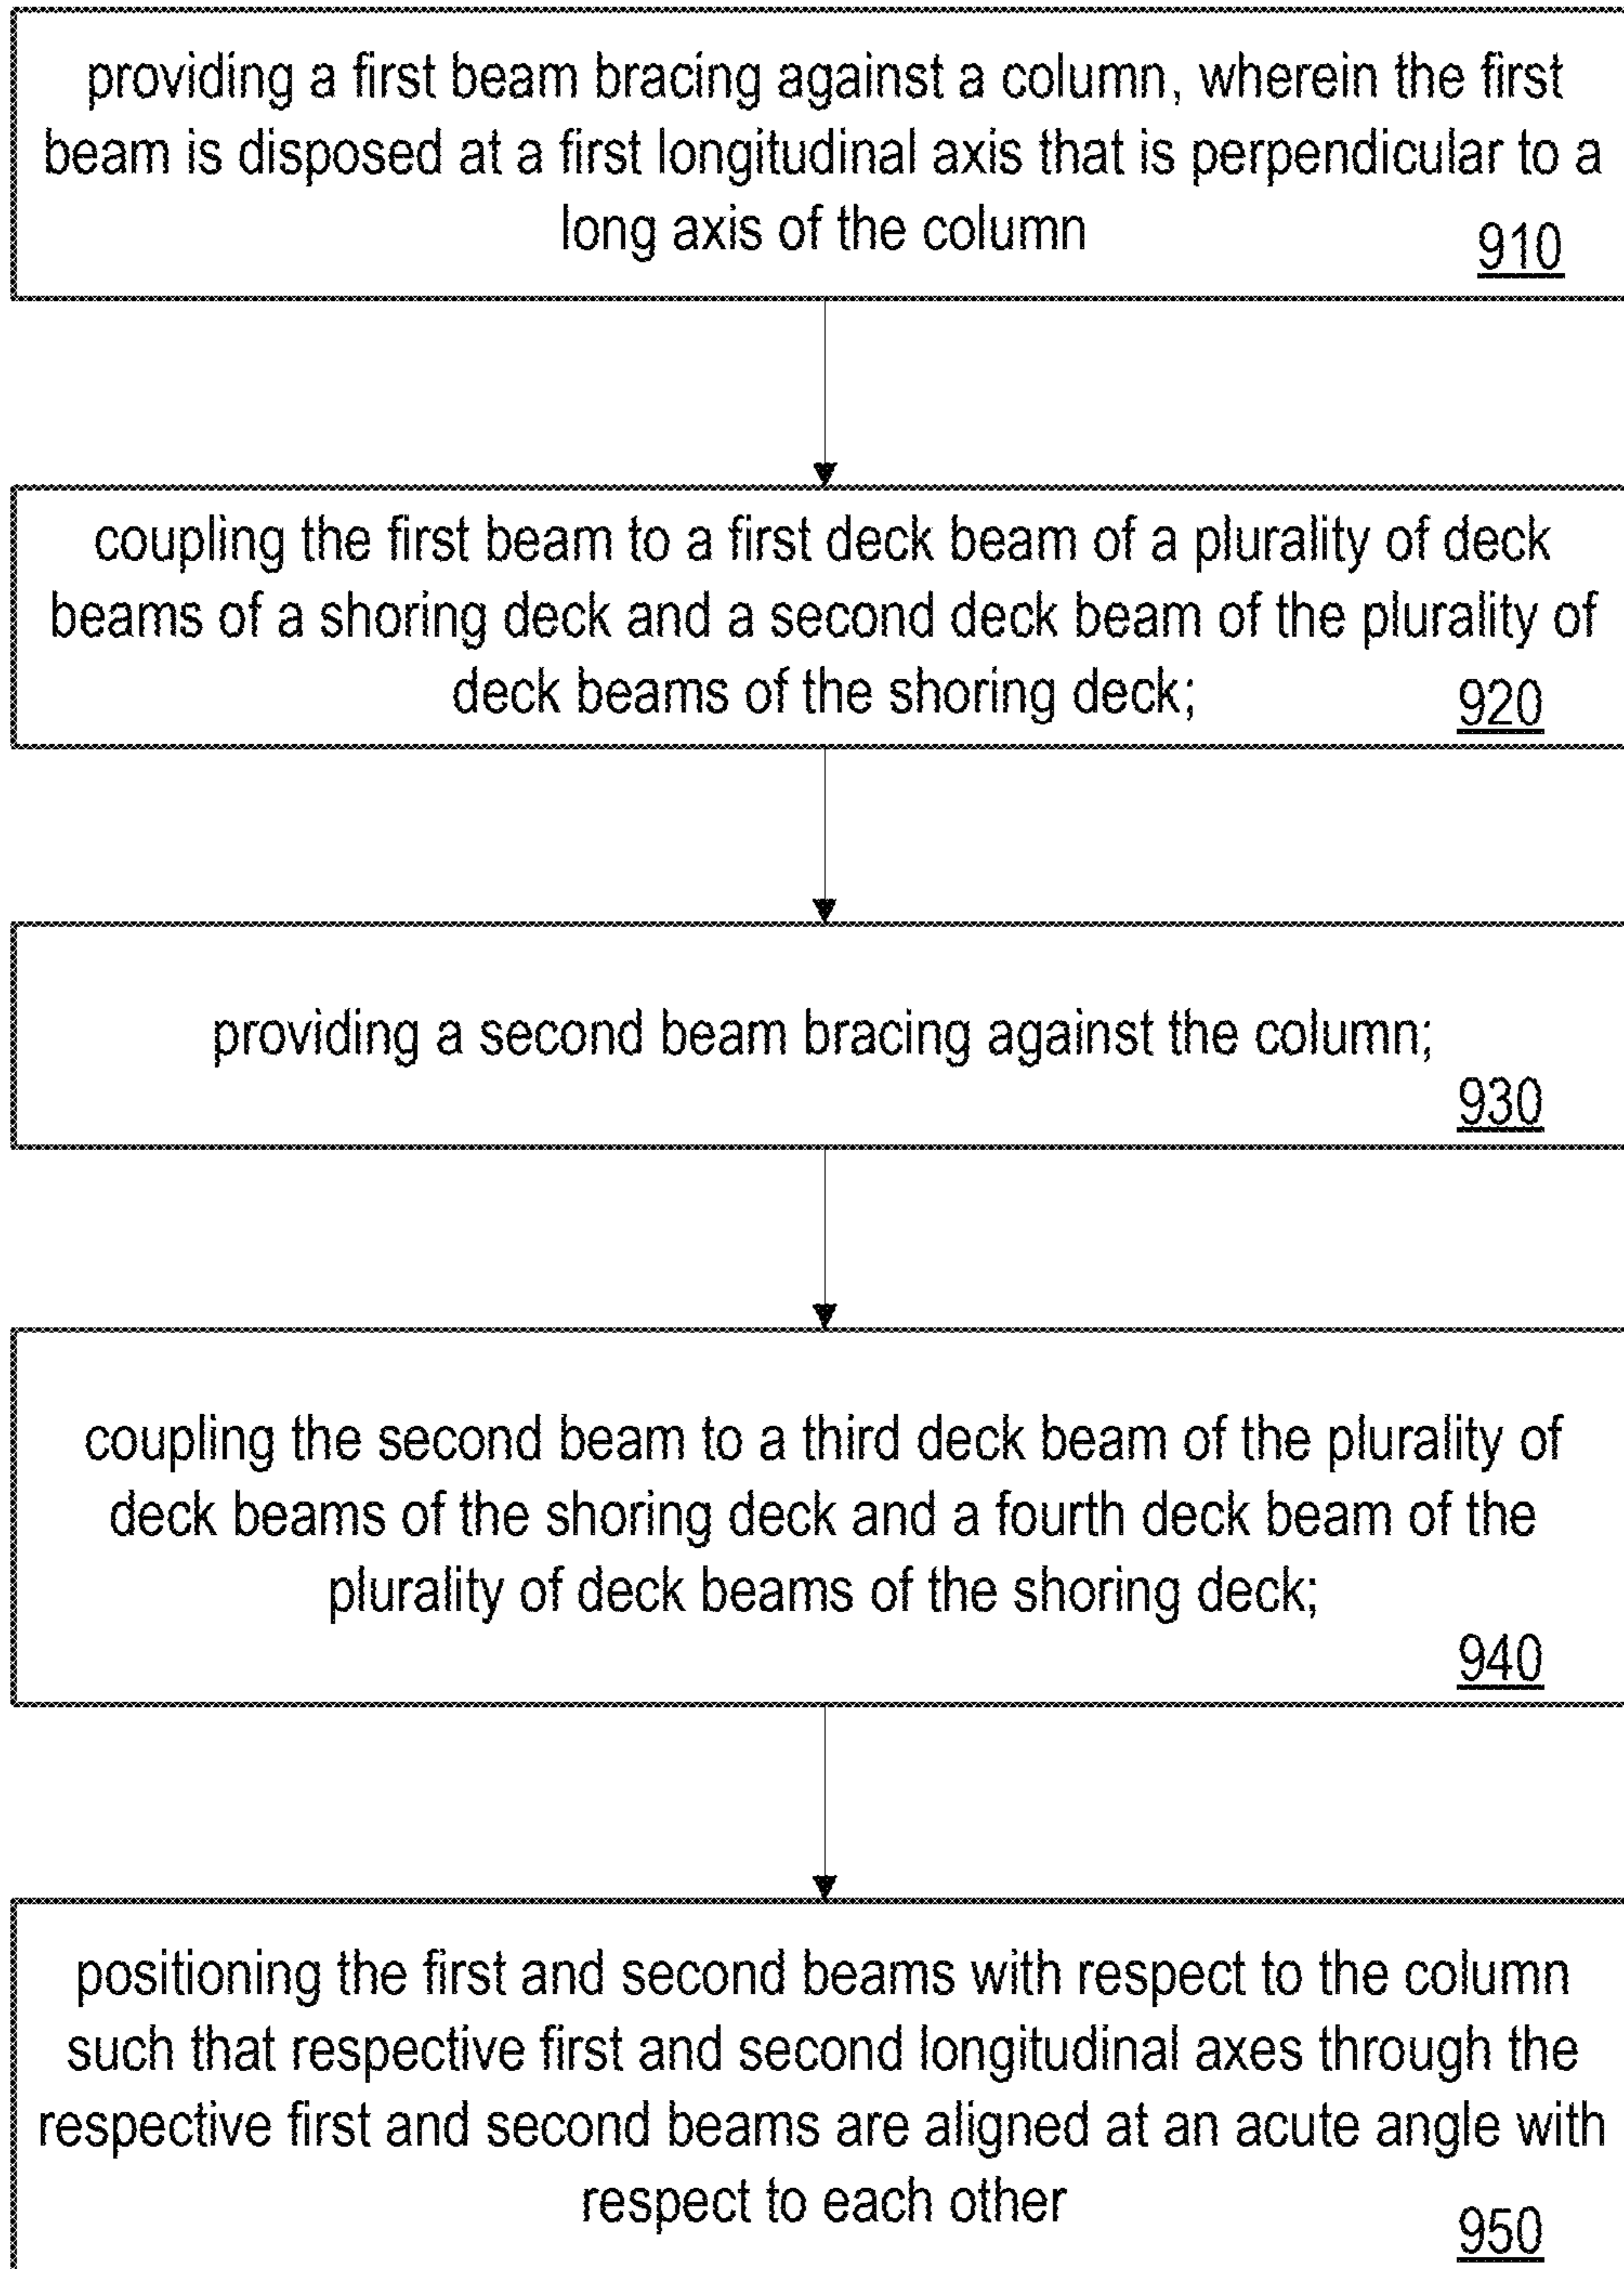 providing a first beam bracing against a column, wherein the first
beam is disposed at a first longitudinal axis that is perpendicular to a
long axis of the column
910
coupling the first beam to a first deck beam of a plurality of deck
beams of a shoring deck and a second deck beam of the plurality of
deck beams of the shoring deck;
920
providing a second beam bracing against the column;
930
coupling the second beam to a third deck beam of the plurality of
deck beams of the shoring deck and a fourth deck beam of the
plurality of deck beams of the shoring deck;
940
positioning the first and second beams with respect to the column
such that respective first and second longitudinal axes through the
respective first and second beams are aligned at an acute angle with
respect to each other
950